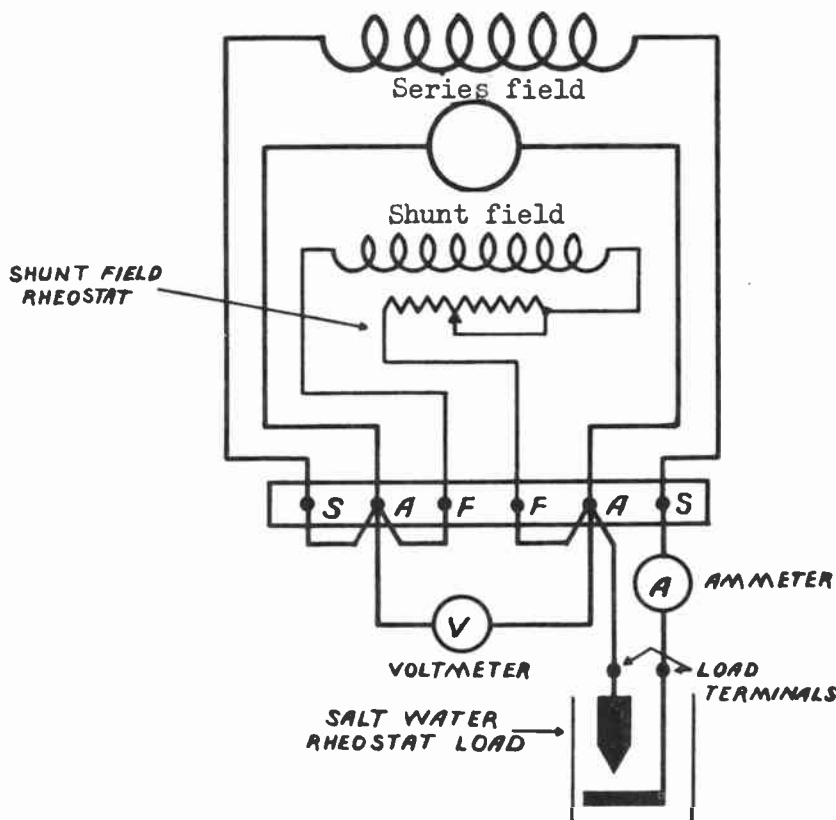 Series field
Shunt field
SHUNT FIELD
RHEOSTAT
S A F F A S
A
AMMETER
V
VOLTMETER
LOAD
TERMINALS
SALT WATER
RHEOSTAT LOAD